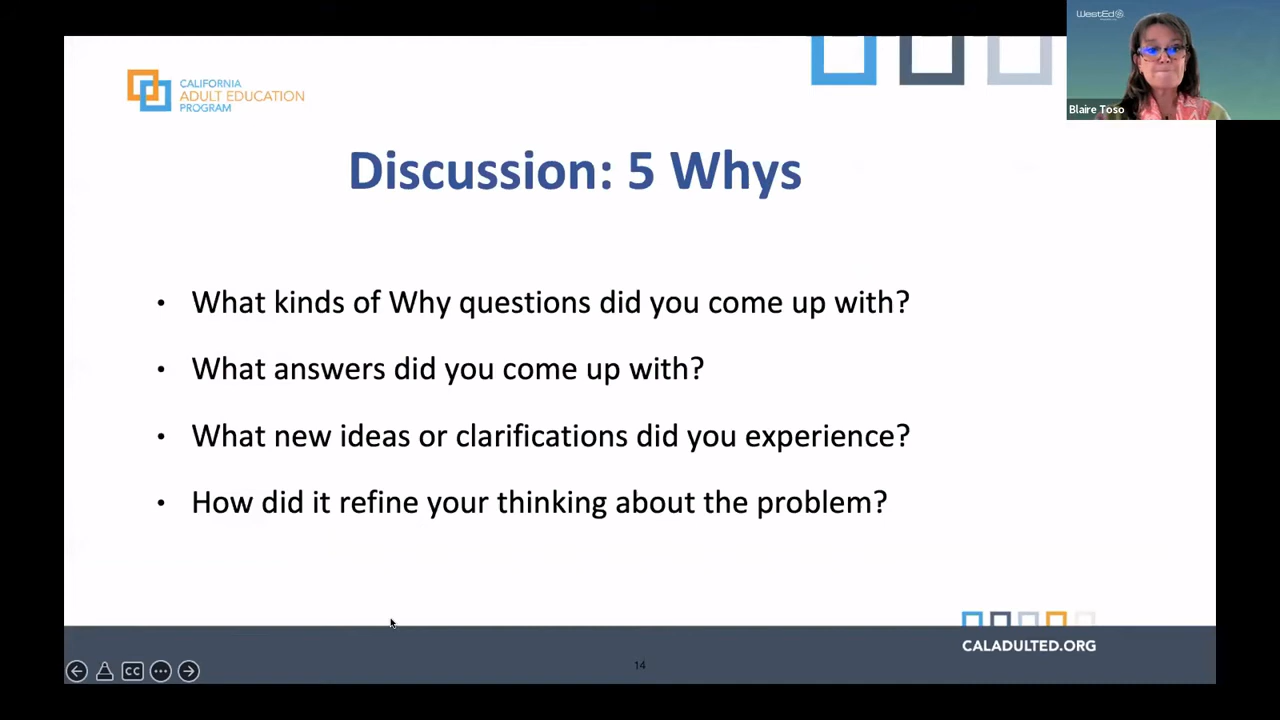 WestEd
Blaire Toso
CALIFORNIA
ADULT EDUCATION
PROGRAM
Discussion: 5 Whys
• What kinds of Why questions did you come up with?
• What answers did you come up with?
• What new ideas or clarifications did you experience?
• How did it refine your thinking about the problem?
CALADULTED.ORG
14
CC